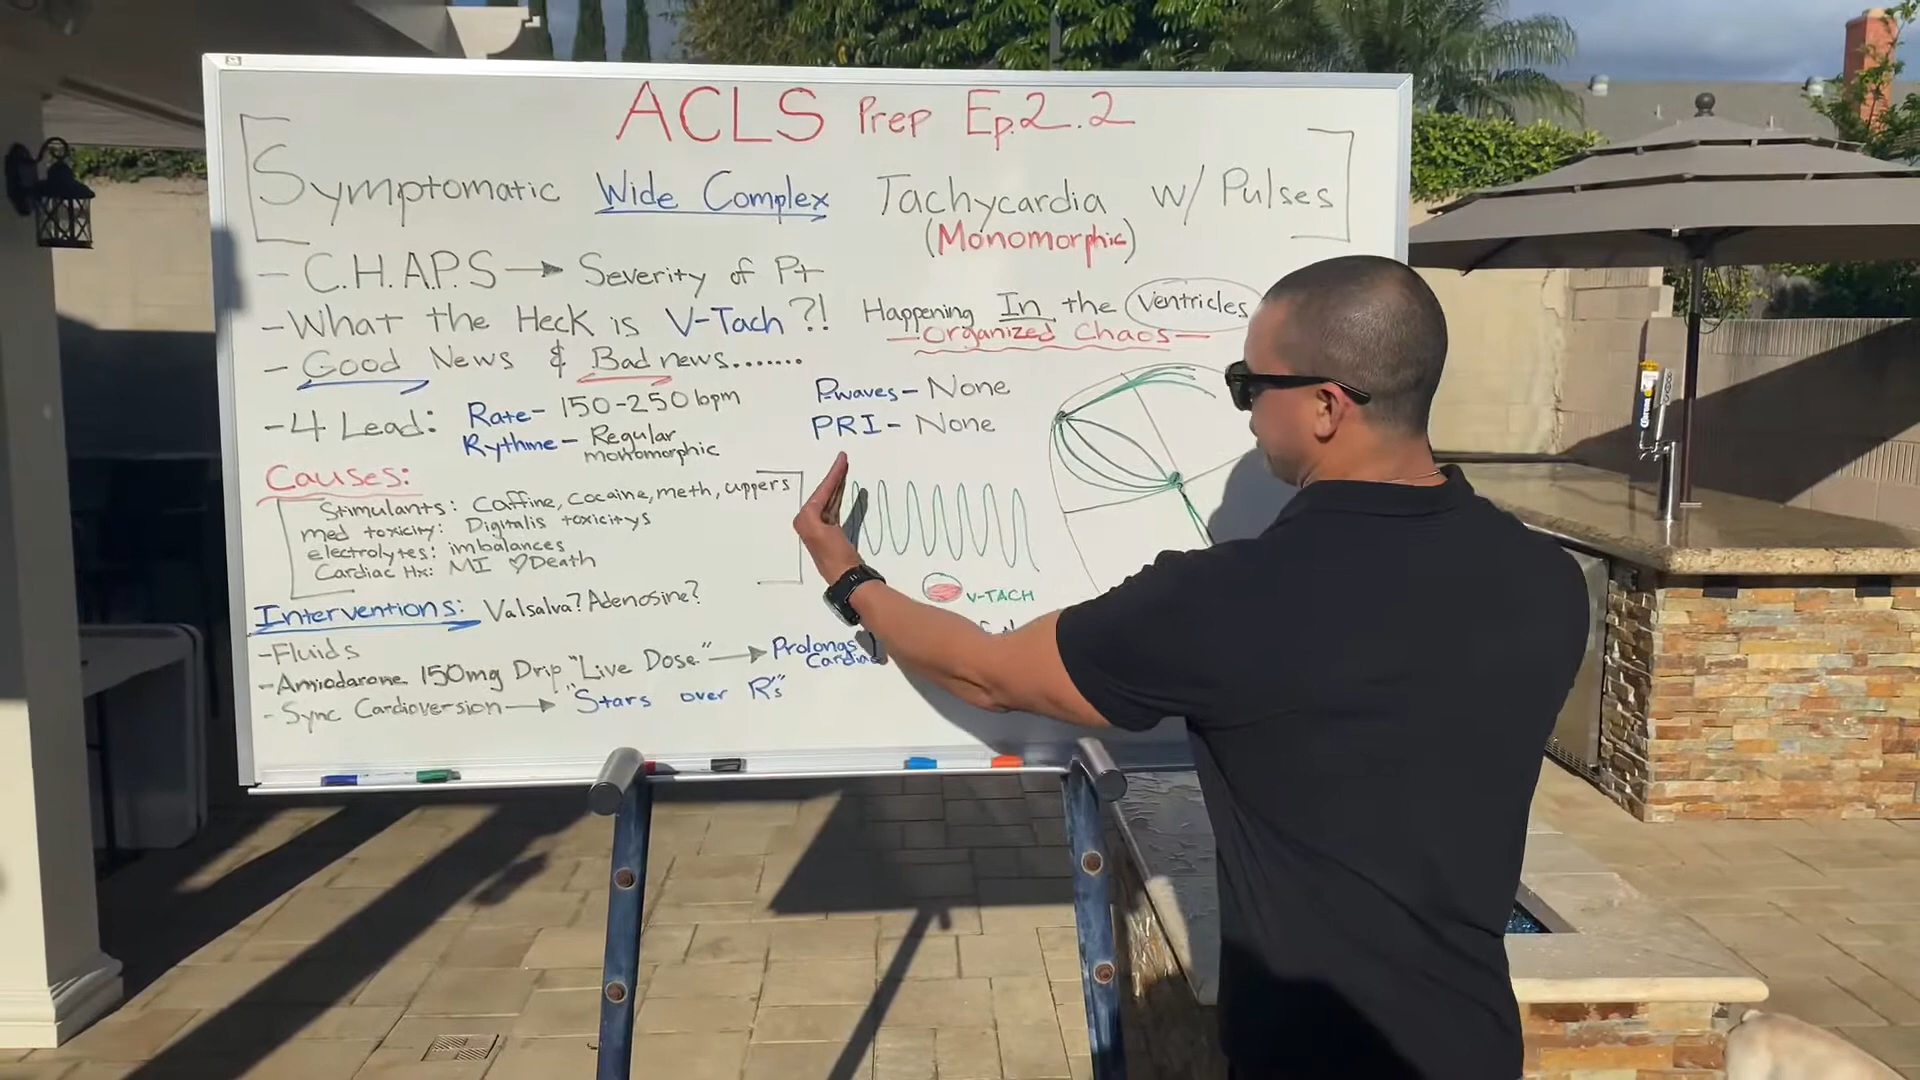 ACLS Prep Ep.2.2
Symptomatic Wide Complex Tachycardia w/ Pulses
(Monomorphic)
- C.H.A.P.S → Severity of Pt
- What the Heck is V-Tach?!
- Good News & Bad news.......
Happening In the Ventricles
- Organized Chaos -
- 4 Lead: Rate - 150-250 bpm
Rythme - Regular
monomorphic
Pwaves - None
PRI - None
Causes:
Stimulants: Caffine, Cocaine, meth, uppers
med toxicity: Digitalis toxicitys
electrolytes: imbalances
Cardiac Hx: MI ♡Death
V-TACH
Interventions: Valsalva? Adenosine?
- Fluids
- Amiodarone 150mg Drip "Live Dose" → Prolongs
Cardiac
- Sync Cardioversion → "Stars over R's"
Corona